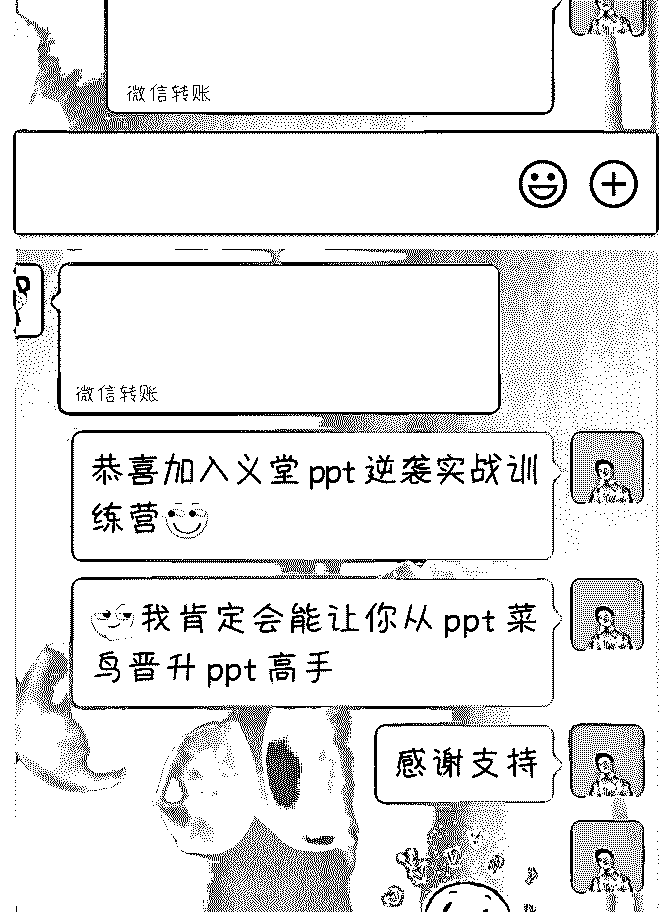 微信转账
微信转账
恭喜加入义堂ppt逆袭实战训
练营
我肯定会能让你从ppt菜
鸟晋升ppt高手
感谢支持